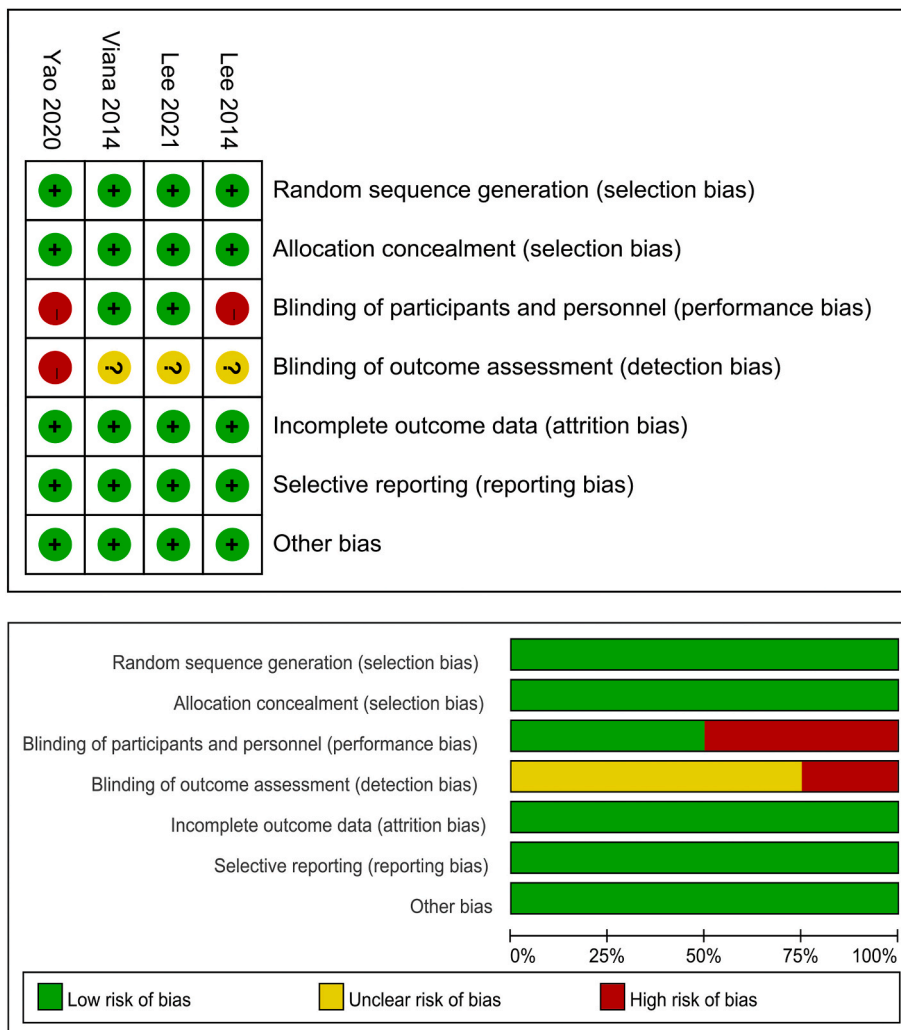 Yao 2020
Viana 2014
Lee 2021
Lee 2014
+ + + + Random sequence generation (selection bias)
+ + + + Allocation concealment (selection bias)
– + + – Blinding of participants and personnel (performance bias)
– ? ? ? Blinding of outcome assessment (detection bias)
+ + + + Incomplete outcome data (attrition bias)
+ + + + Selective reporting (reporting bias)
+ + + + Other bias
Random sequence generation (selection bias)
Allocation concealment (selection bias)
Blinding of participants and personnel (performance bias)
Blinding of outcome assessment (detection bias)
Incomplete outcome data (attrition bias)
Selective reporting (reporting bias)
Other bias
0% 25% 50% 75% 100%
Low risk of bias Unclear risk of bias High risk of bias